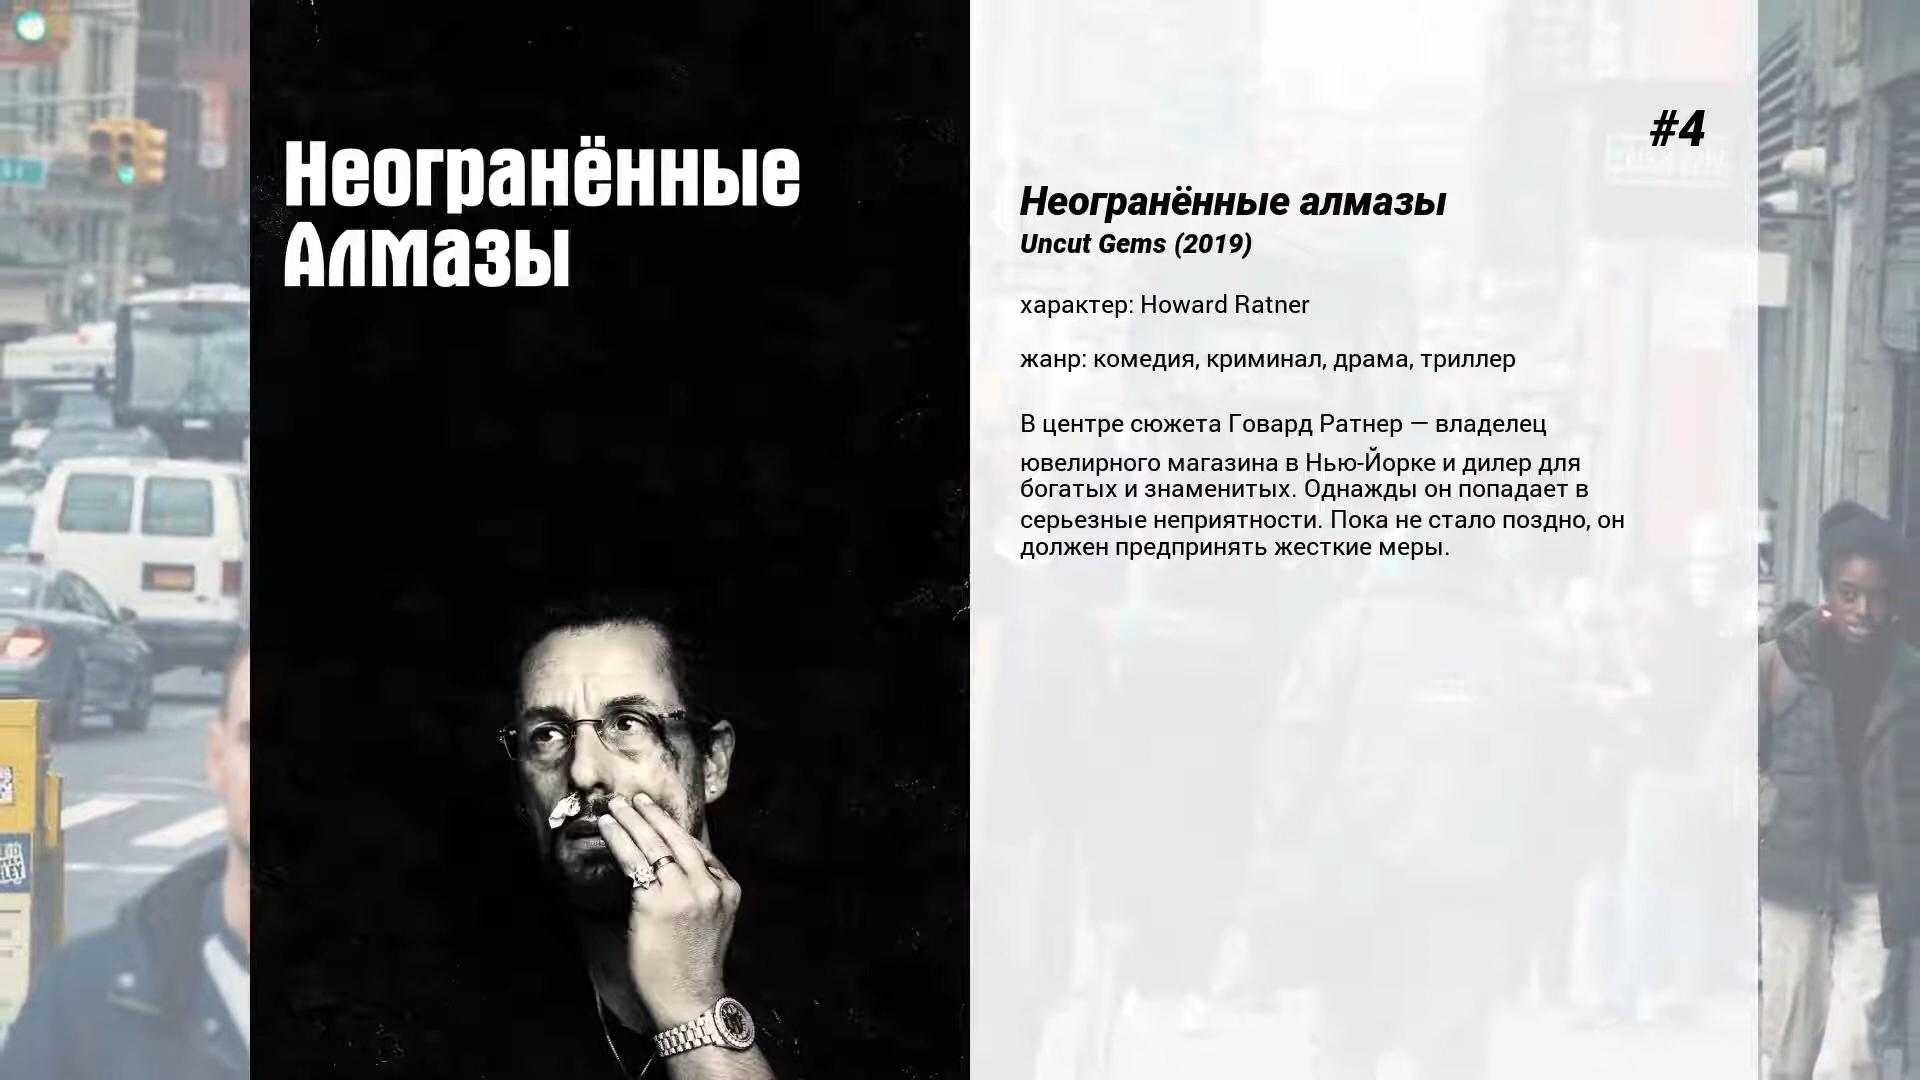 Неогранённые
Алмазы
#4
Неогранённые алмазы
Uncut Gems (2019)
характер: Howard Ratner
жанр: комедия, криминал, драма, триллер
В центре сюжета Говард Ратнер — владелец
ювелирного магазина в Нью-Йорке и дилер для
богатых и знаменитых. Однажды он попадает в
серьезные неприятности. Пока не стало поздно, он
должен предпринять жесткие меры.